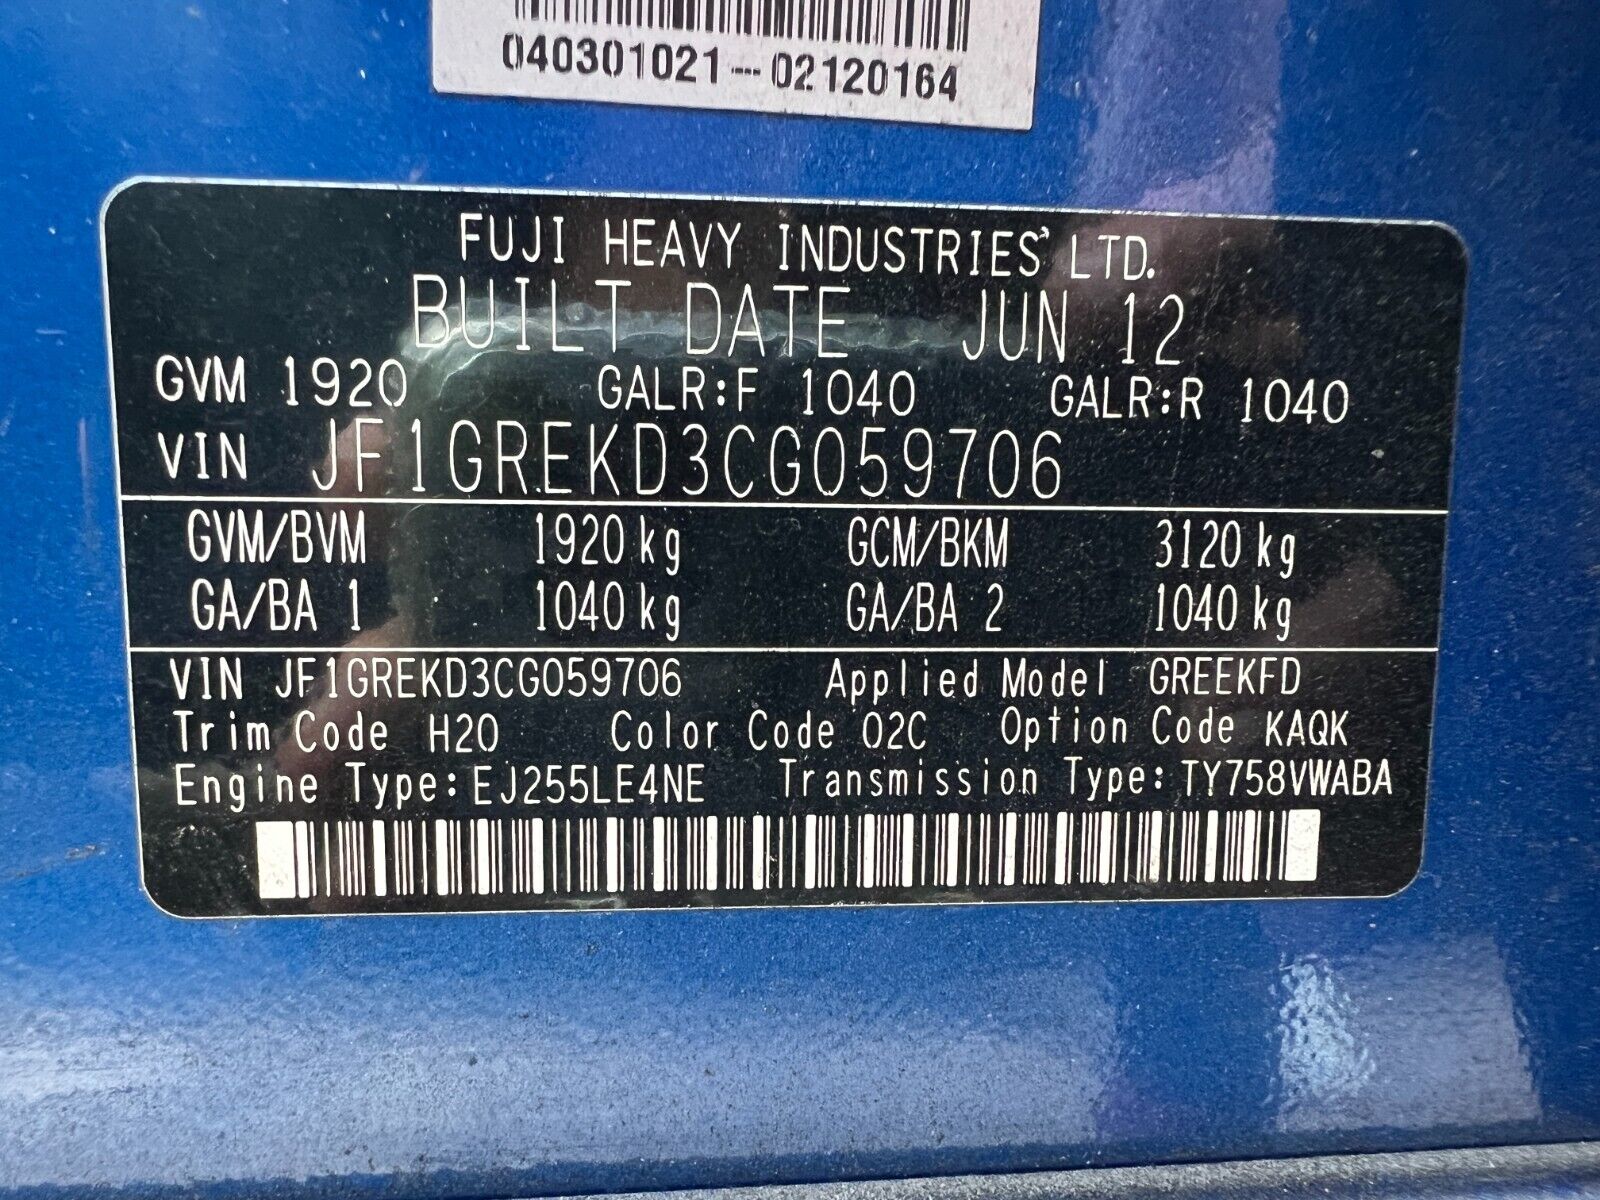 040301021---02120164
FUJI HEAVY INDUSTRIES LTD.
BUILT DATE JUN 12
GVM 1920 GALR:F 1040 GALR:R 1040
VIN JF1GREKD3CG059706
GVM/BVM 1920 kg GCM/BKM 3120 kg
GA/BA 1 1040 kg GA/BA 2 1040 kg
VIN JF1GREKD3CG059706 Applied Model GREEKFD
Trim Code H20 Color Code 02C Option Code KAQK
Engine Type: EJ255LE4NE Transmission Type: TY758VWABA